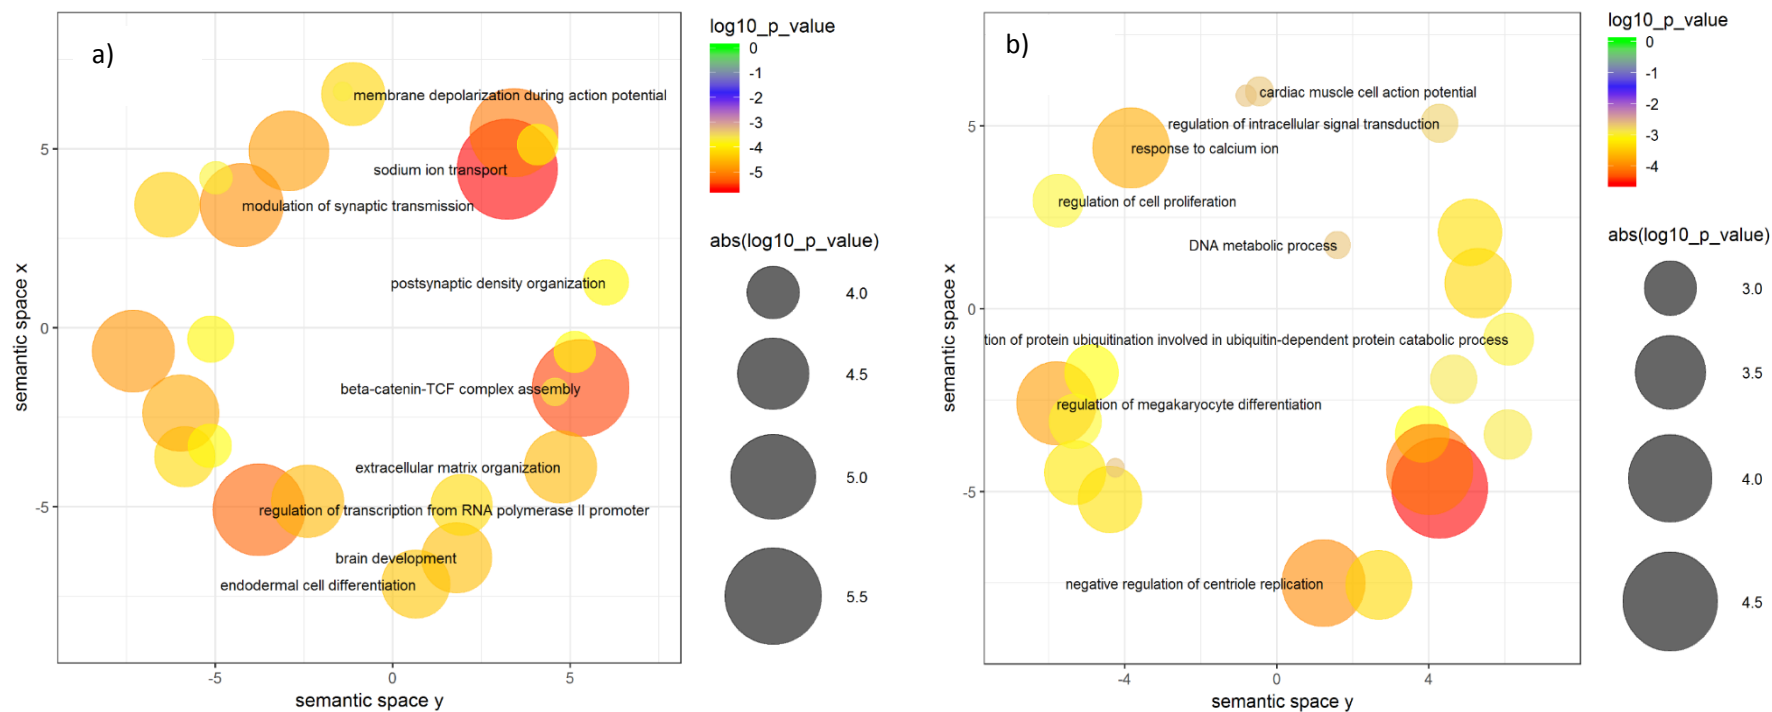 a)
membrane depolarization during action potential
sodium ion transport
modulation of synaptic transmission
postsynaptic density organization
beta-catenin-TCF complex assembly
extracellular matrix organization
regulation of transcription from RNA polymerase II promoter
brain development
endodermal cell differentiation
5
0
-5
semantic space x
-5
0
5
semantic space y
log10_p_value
0
-1
-2
-3
-4
-5
abs(log10_p_value)
4.0
4.5
5.0
5.5
b)
cardiac muscle cell action potential
regulation of intracellular signal transduction
response to calcium ion
regulation of cell proliferation
DNA metabolic process
tion of protein ubiquitination involved in ubiquitin-dependent protein catabolic process
regulation of megakaryocyte differentiation
negative regulation of centriole replication
5
0
-5
semantic space x
-4
0
4
semantic space y
log10_p_value
0
-1
-2
-3
-4
abs(log10_p_value)
3.0
3.5
4.0
4.5